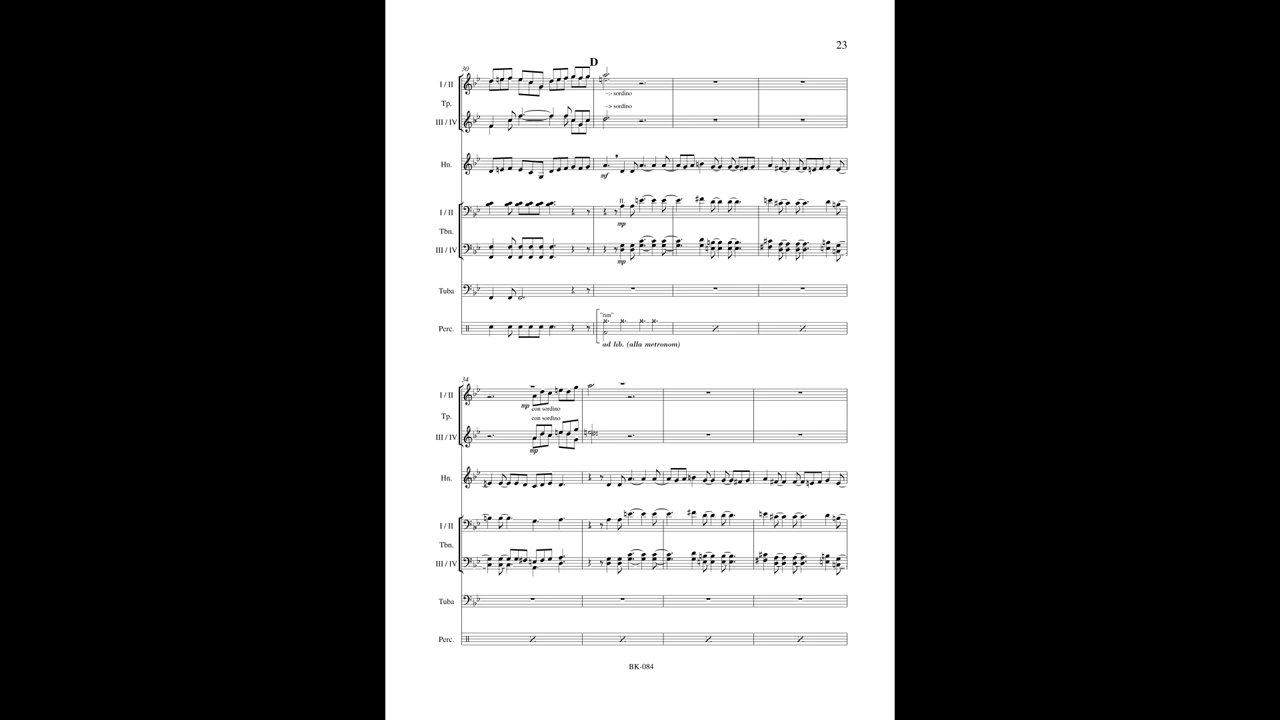 23
30
D
I / II
–> sordino
Tp.
–> sordino
III / IV
Hn.
mf
I / II
II.
mp
Tbn.
III / IV
mp
Tuba
Perc.
"rim"
ad lib. (alla metronom)
34
I / II
mp
con sordino
Tp.
con sordino
III / IV
mp
Hn.
I / II
Tbn.
III / IV
Tuba
Perc.
BK-084